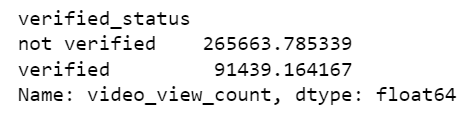 verified_status
not verified    265663.785339
verified         91439.164167
Name: video_view_count, dtype: float64